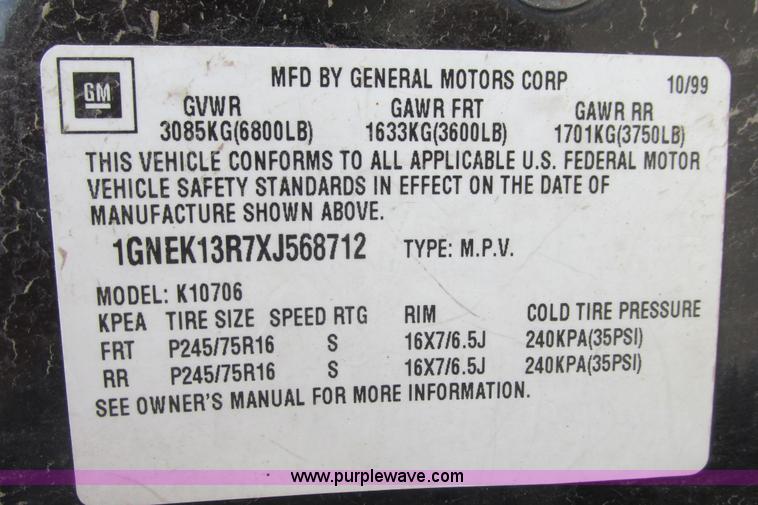 GM
MFD BY GENERAL MOTORS CORP 10/99
GVWR GAWR FRT GAWR RR
3085KG(6800LB) 1633KG(3600LB) 1701KG(3750LB)
THIS VEHICLE CONFORMS TO ALL APPLICABLE U.S. FEDERAL MOTOR
VEHICLE SAFETY STANDARDS IN EFFECT ON THE DATE OF
MANUFACTURE SHOWN ABOVE.
1GNEK13R7XJ568712 TYPE: M.P.V.
MODEL: K10706
KPEA TIRE SIZE SPEED RTG RIM COLD TIRE PRESSURE
FRT P245/75R16 S 16X7/6.5J 240KPA(35PSI)
RR P245/75R16 S 16X7/6.5J 240KPA(35PSI)
SEE OWNER'S MANUAL FOR MORE INFORMATION.
www.purplewave.com